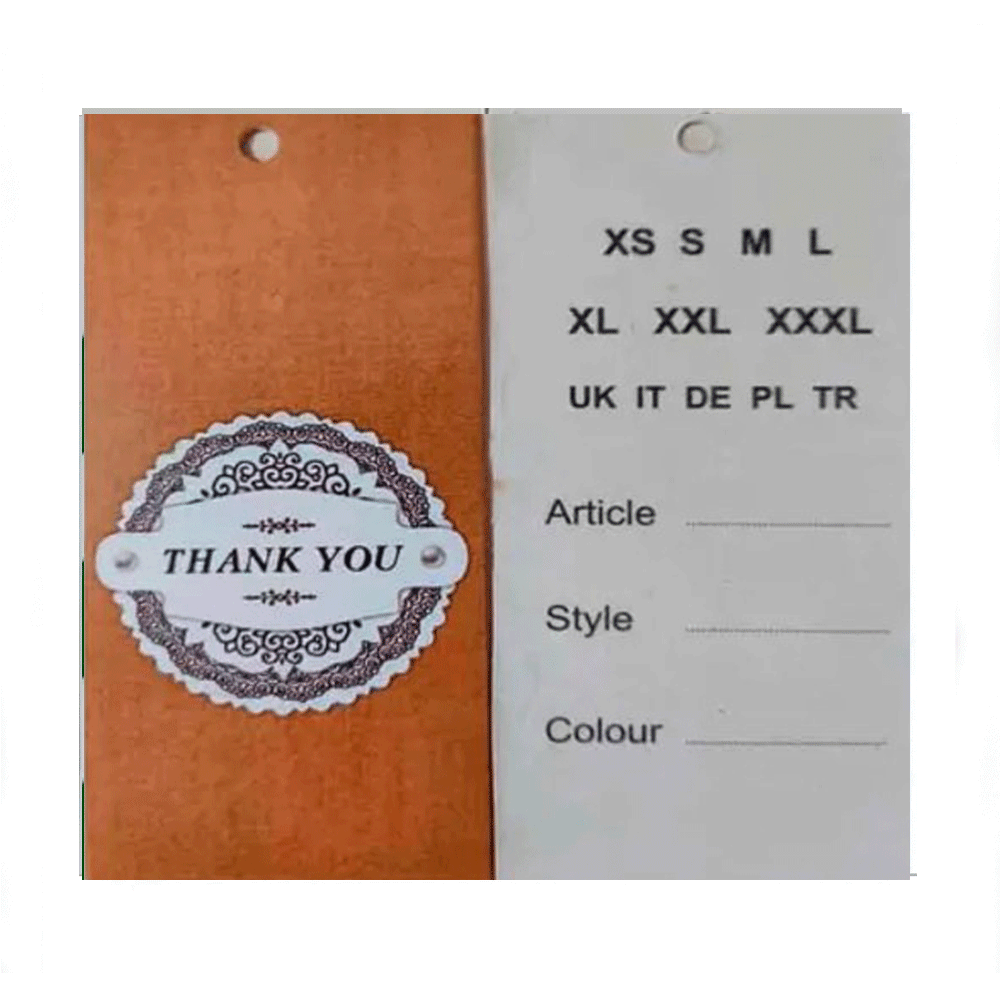 THANK YOU
XS S M L
XL XXL XXXL
UK IT DE PL TR
Article
Style
Colour